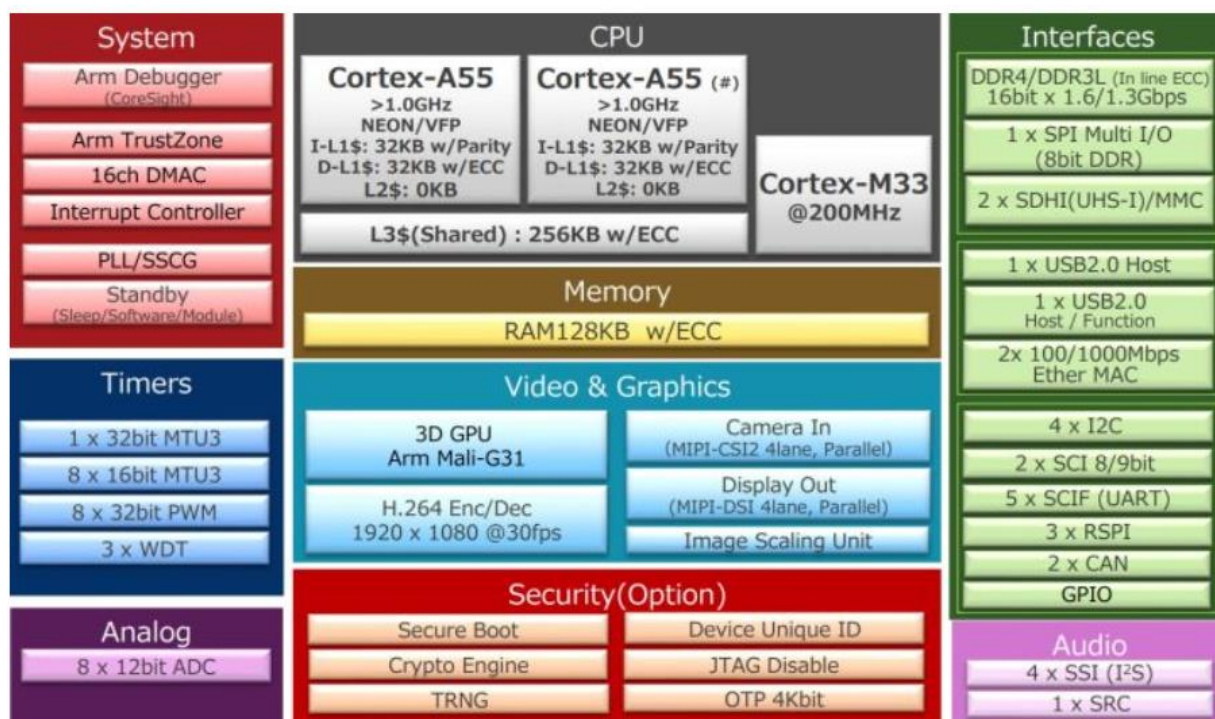 System
Arm Debugger
(CoreSight)
Arm TrustZone
16ch DMAC
Interrupt Controller
PLL/SSCG
Standby
(Sleep/Software/Module)
Timers
1 x 32bit MTU3
8 x 16bit MTU3
8 x 32bit PWM
3 x WDT
Analog
8 x 12bit ADC
CPU
Cortex-A55
>1.0GHz
NEON/VFP
I-L1$: 32KB w/Parity
D-L1$: 32KB w/ECC
L2$: 0KB
Cortex-A55 (#)
>1.0GHz
NEON/VFP
I-L1$: 32KB w/Parity
D-L1$: 32KB w/ECC
L2$: 0KB
L3$(Shared) : 256KB w/ECC
Cortex-M33
@200MHz
Memory
RAM128KB w/ECC
Video & Graphics
3D GPU
Arm Mali-G31
H.264 Enc/Dec
1920 x 1080 @30fps
Camera In
(MIPI-CSI2 4lane, Parallel)
Display Out
(MIPI-DSI 4lane, Parallel)
Image Scaling Unit
Security(Option)
Secure Boot
Crypto Engine
TRNG
Device Unique ID
JTAG Disable
OTP 4Kbit
Interfaces
DDR4/DDR3L (In line ECC)
16bit x 1.6/1.3Gbps
1 x SPI Multi I/O
(8bit DDR)
2 x SDHI(UHS-I)/MMC
1 x USB2.0 Host
1 x USB2.0
Host / Function
2x 100/1000Mbps
Ether MAC
4 x I2C
2 x SCI 8/9bit
5 x SCIF (UART)
3 x RSPI
2 x CAN
GPIO
Audio
4 x SSI (I²S)
1 x SRC